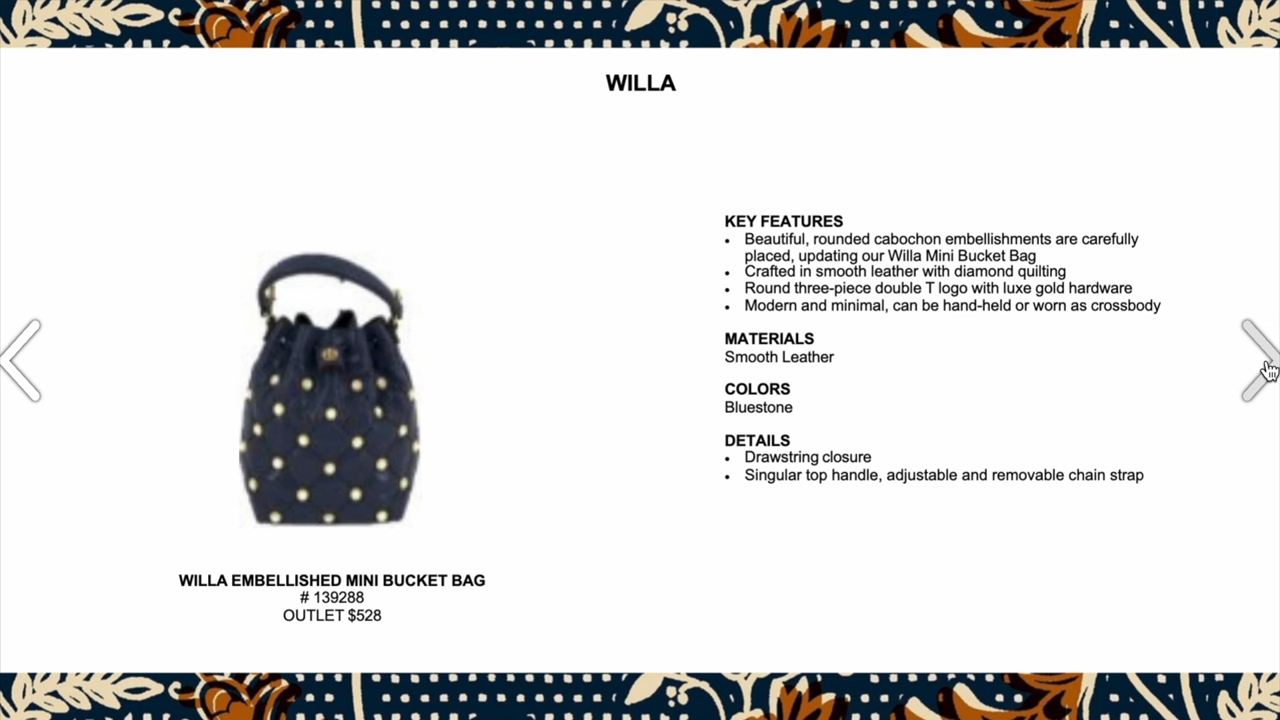 WILLA
KEY FEATURES
• Beautiful, rounded cabochon embellishments are carefully
placed, updating our Willa Mini Bucket Bag
• Crafted in smooth leather with diamond quilting
• Round three-piece double T logo with luxe gold hardware
• Modern and minimal, can be hand-held or worn as crossbody
MATERIALS
Smooth Leather
COLORS
Bluestone
DETAILS
• Drawstring closure
• Singular top handle, adjustable and removable chain strap
WILLA EMBELLISHED MINI BUCKET BAG
# 139288
OUTLET $528